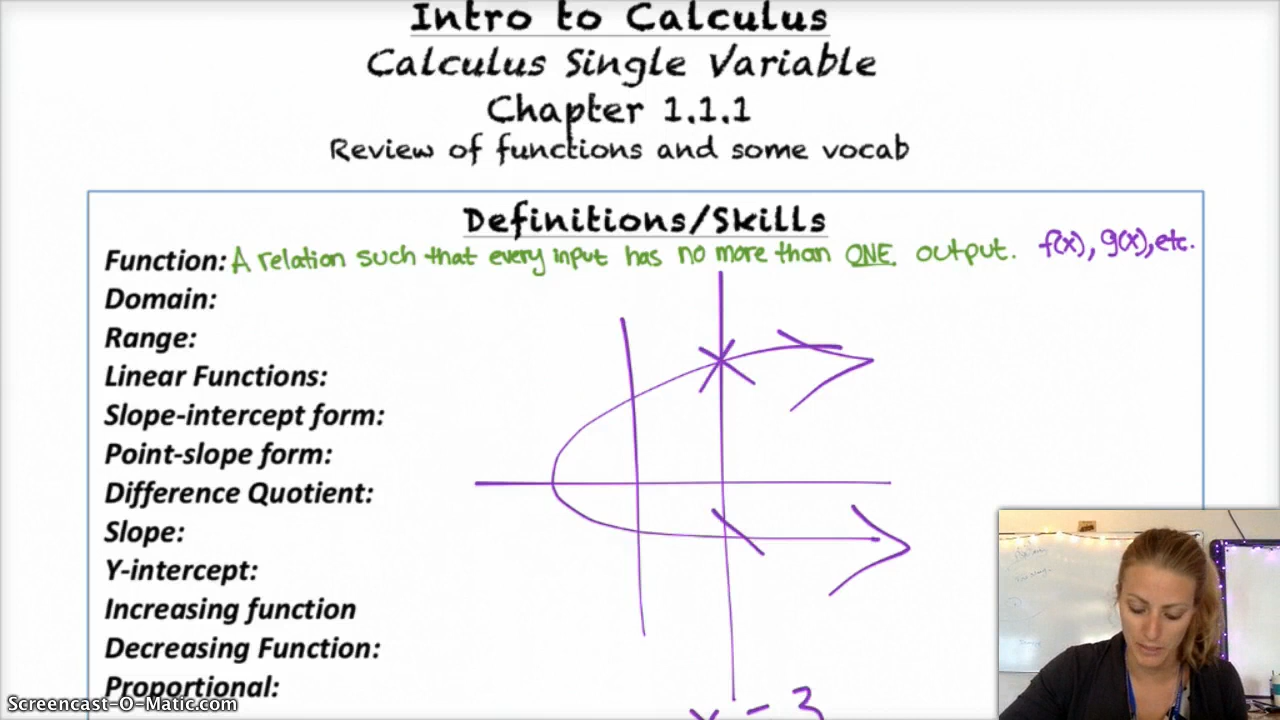 Intro to Calculus
Calculus Single Variable
Chapter 1.1.1
Review of functions and some vocab
Definitions/Skills
Function: A relation such that every input has no more than ONE output. f(x), g(x), etc.
Domain:
Range:
Linear Functions:
Slope-intercept form:
Point-slope form:
Difference Quotient:
Slope:
Y-intercept:
Increasing function
Decreasing Function:
Proportional:
Screencast-O-Matic.com